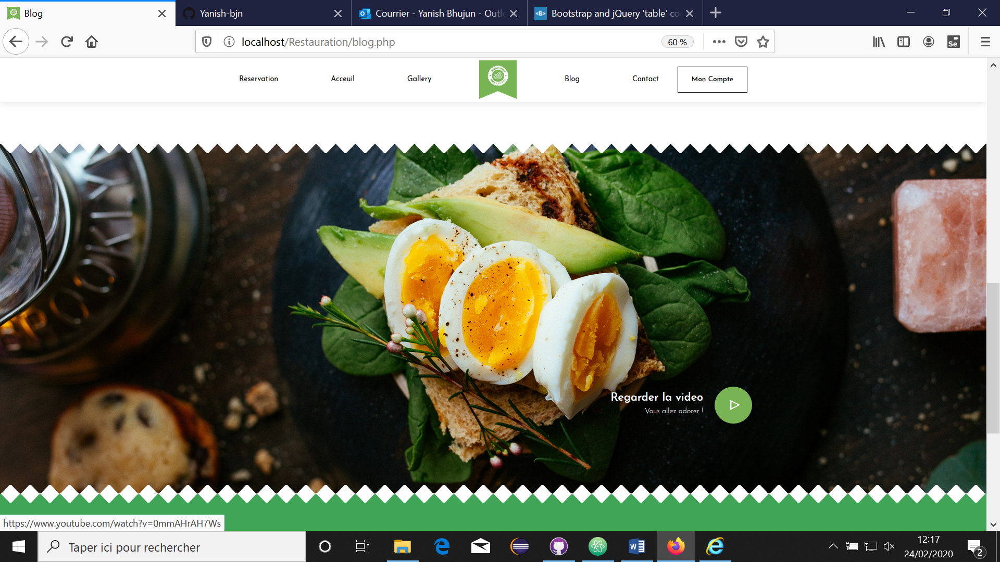 Blog
Yanish-bjn
Courrier - Yanish Bhujun - Outl
Bootstrap and jQuery 'table' co
localhost/Restauration/blog.php
60 %
Se
Reservation
Acceuil
Gallery
Blog
Contact
Mon Compte
Regarder la video
Vous allez adorer !
https://www.youtube.com/watch?v=0mmAHrAH7Ws
Taper ici pour rechercher
12:17
24/02/2020
2